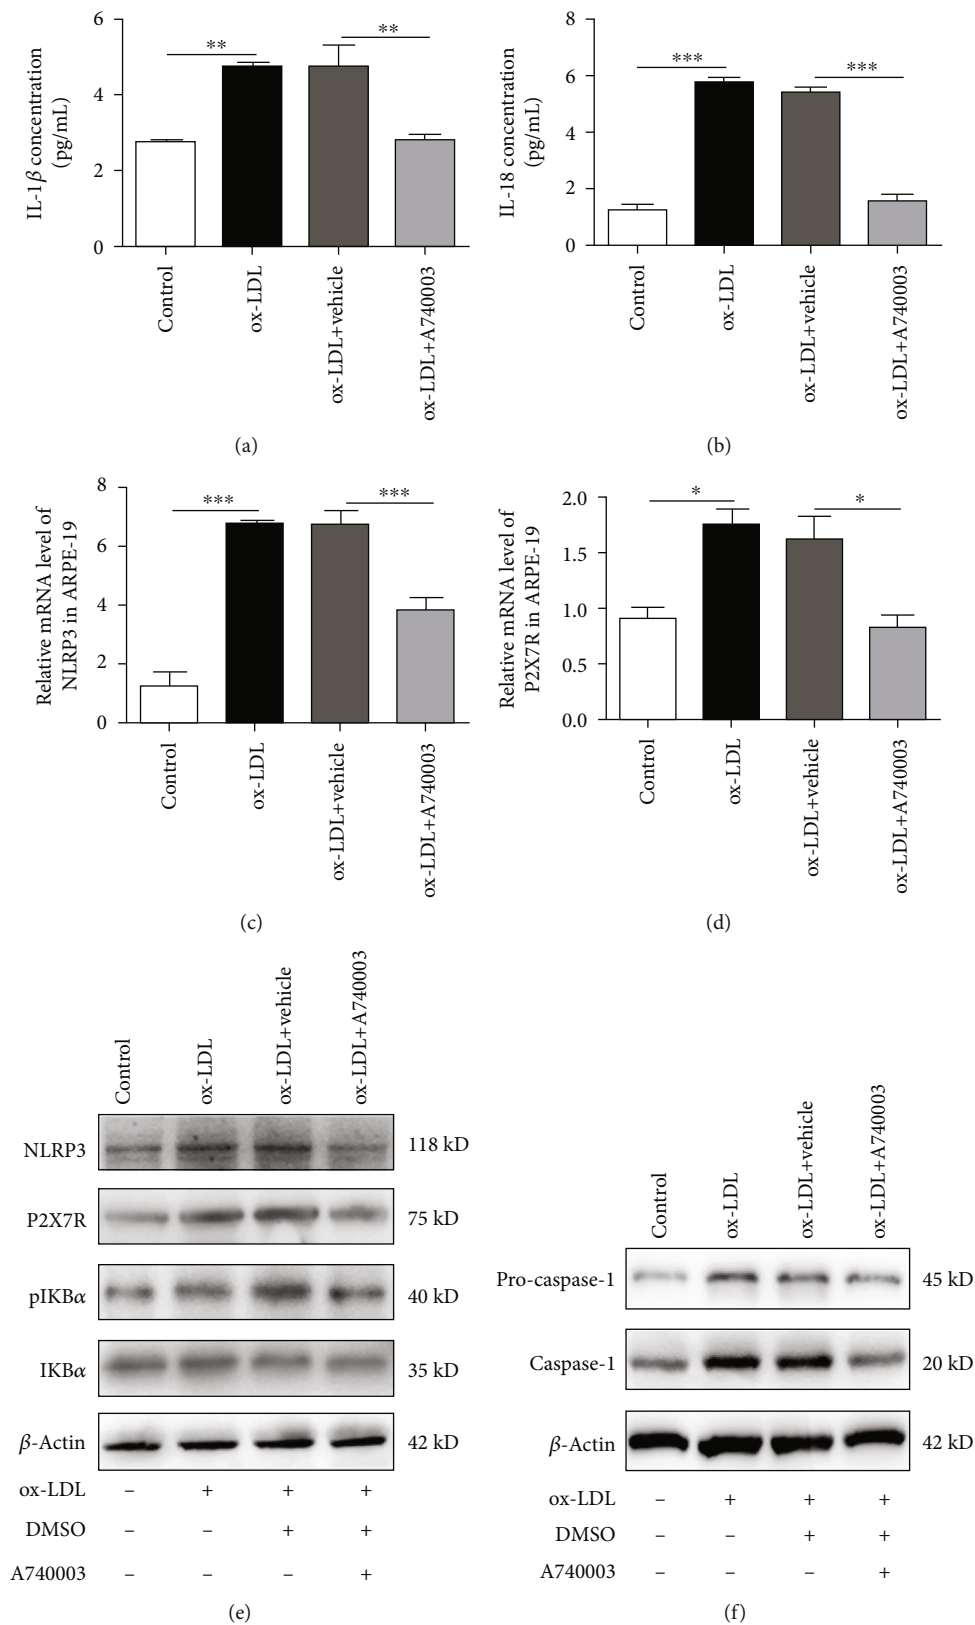 IL-1β concentration
(pg/mL)
6
4
2
0
**
**
Control
ox-LDL
ox-LDL+vehicle
ox-LDL+A740003
(a)
IL-18 concentration
(pg/mL)
8
6
4
2
0
***
***
Control
ox-LDL
ox-LDL+vehicle
ox-LDL+A740003
(b)
Relative mRNA level of
NLRP3 in ARPE-19
8
6
4
2
0
***
***
Control
ox-LDL
ox-LDL+vehicle
ox-LDL+A740003
(c)
Relative mRNA level of
P2X7R in ARPE-19
2.0
1.5
1.0
0.5
0.0
*
*
Control
ox-LDL
ox-LDL+vehicle
ox-LDL+A740003
(d)
Control
ox-LDL
ox-LDL+vehicle
ox-LDL+A740003
NLRP3 118 kD
P2X7R 75 kD
pIKBα 40 kD
IKBα 35 kD
β-Actin 42 kD
ox-LDL – + + +
DMSO – – + +
A740003 – – – +
(e)
Control
ox-LDL
ox-LDL+vehicle
ox-LDL+A740003
Pro-caspase-1 45 kD
Caspase-1 20 kD
β-Actin 42 kD
ox-LDL – + + +
DMSO – – + +
A740003 – – – +
(f)